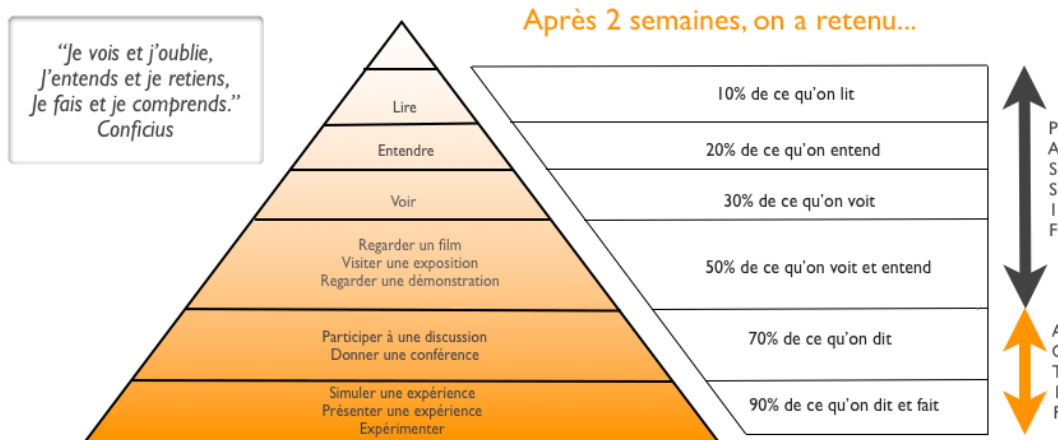 Après 2 semaines, on a retenu...
“Je vois et j’oublie,
J’entends et je retiens,
Je fais et je comprends.”
Conficius
Lire
10% de ce qu’on lit
Entendre
20% de ce qu’on entend
Voir
30% de ce qu’on voit
Regarder un film
Visiter une exposition
Regarder une démonstration
50% de ce qu’on voit et entend
Participer à une discussion
Donner une conférence
70% de ce qu’on dit
Simuler une expérience
Présenter une expérience
Expérimenter
90% de ce qu’on dit et fait
P
A
S
S
I
F
A
C
T
I
F